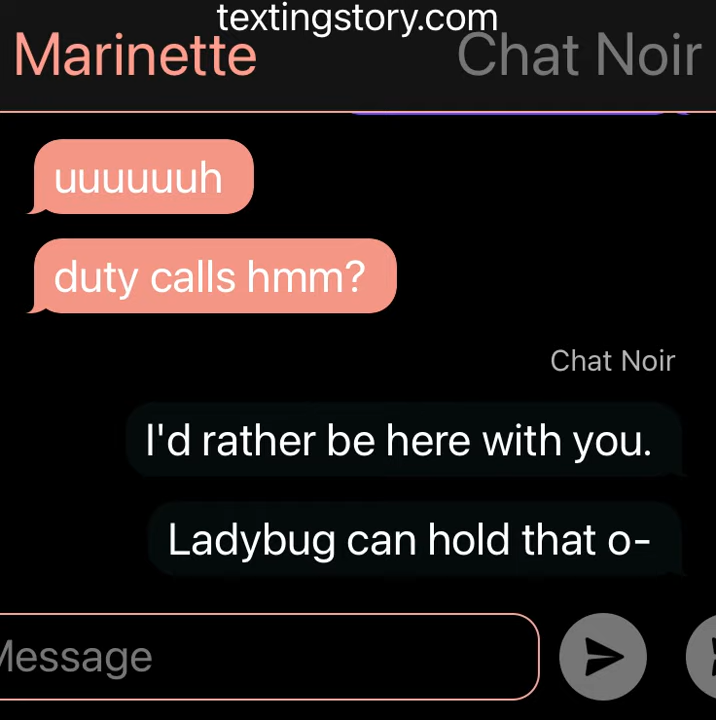 textingstory.com
Marinette
Chat Noir
uuuuuuh
duty calls hmm?
Chat Noir
I'd rather be here with you.
Ladybug can hold that o-
Message